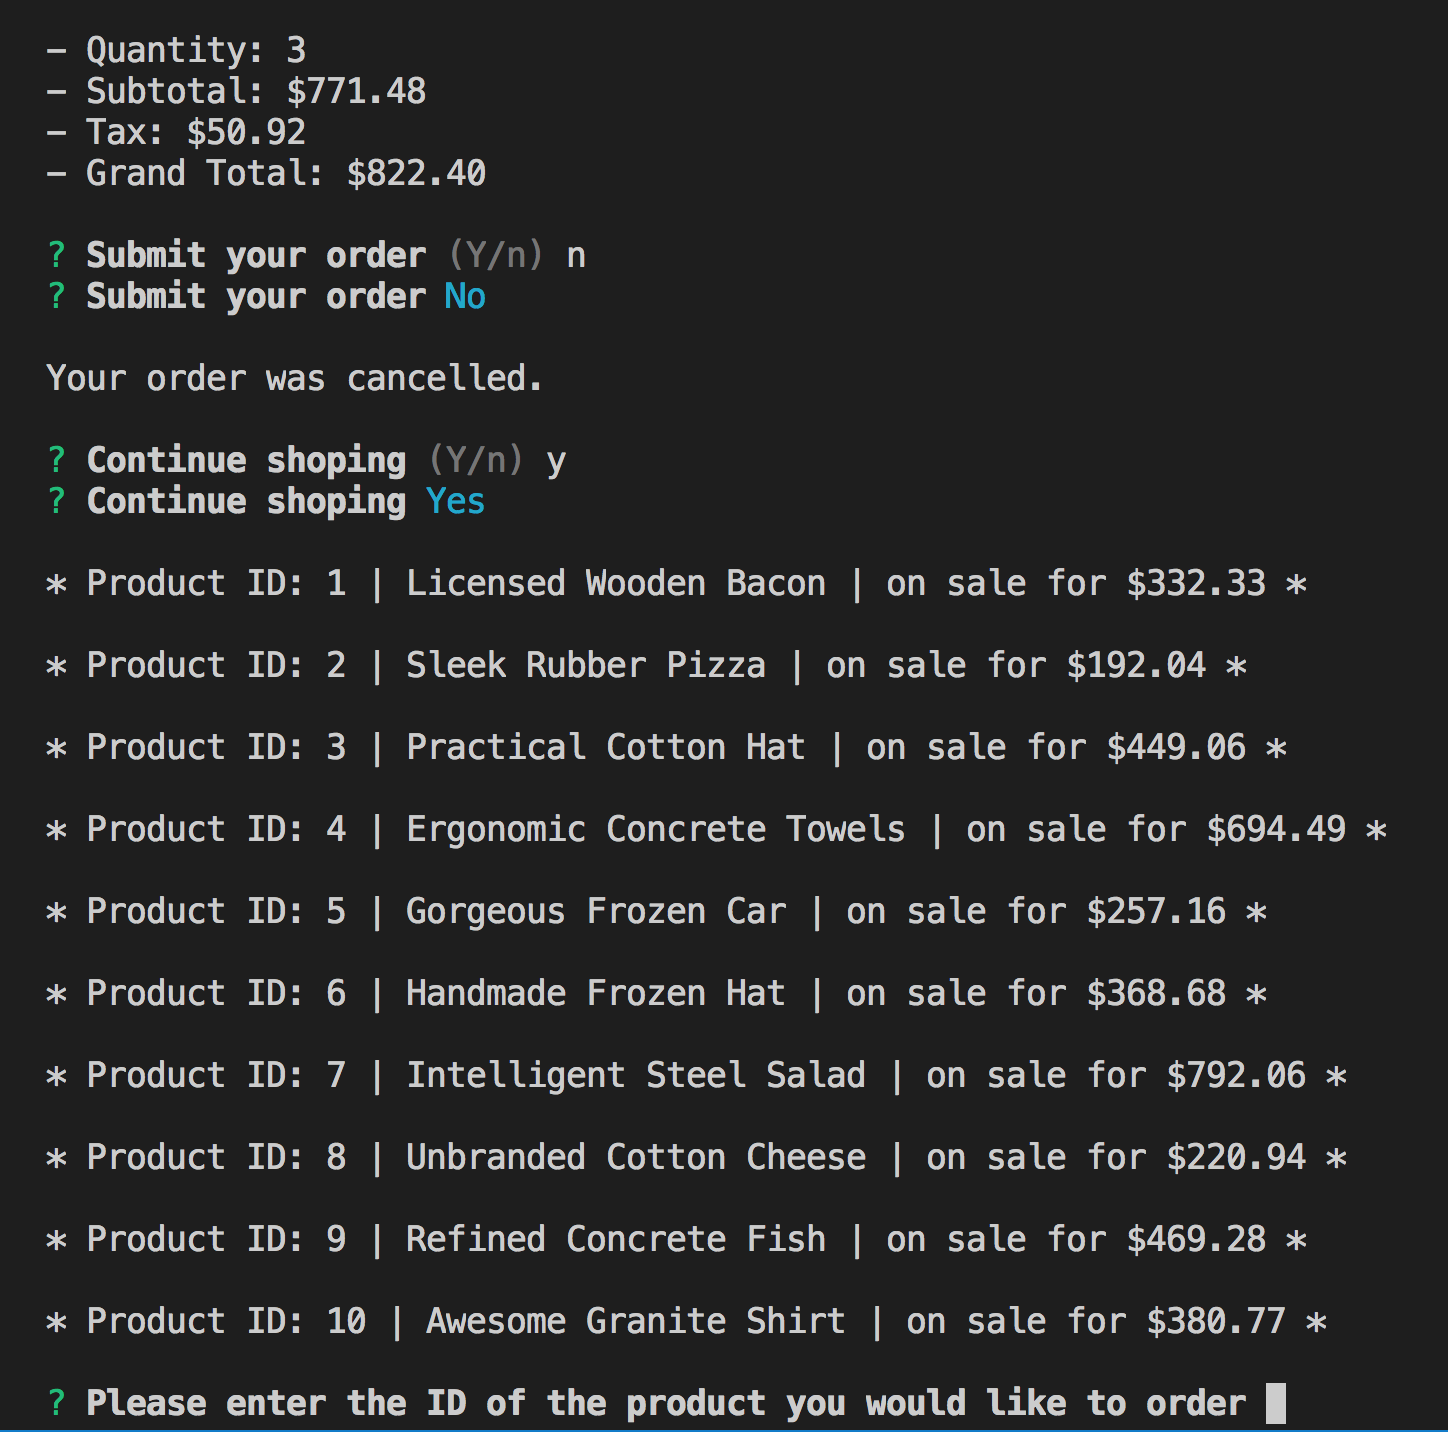 – Quantity: 3
– Subtotal: $771.48
– Tax: $50.92
– Grand Total: $822.40
? Submit your order (Y/n) n
? Submit your order No
Your order was cancelled.
? Continue shoping (Y/n) y
? Continue shoping Yes
* Product ID: 1 | Licensed Wooden Bacon | on sale for $332.33 *
* Product ID: 2 | Sleek Rubber Pizza | on sale for $192.04 *
* Product ID: 3 | Practical Cotton Hat | on sale for $449.06 *
* Product ID: 4 | Ergonomic Concrete Towels | on sale for $694.49 *
* Product ID: 5 | Gorgeous Frozen Car | on sale for $257.16 *
* Product ID: 6 | Handmade Frozen Hat | on sale for $368.68 *
* Product ID: 7 | Intelligent Steel Salad | on sale for $792.06 *
* Product ID: 8 | Unbranded Cotton Cheese | on sale for $220.94 *
* Product ID: 9 | Refined Concrete Fish | on sale for $469.28 *
* Product ID: 10 | Awesome Granite Shirt | on sale for $380.77 *
? Please enter the ID of the product you would like to order